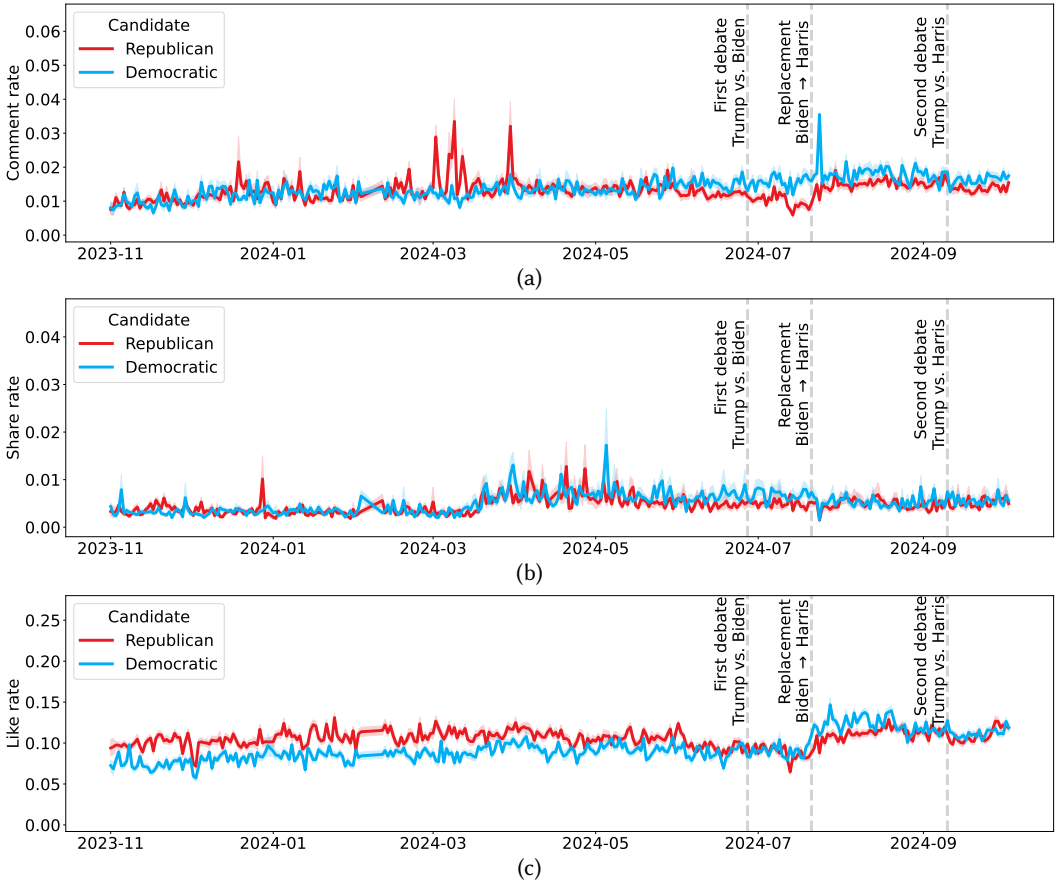 Candidate
Republican
Democratic
Comment rate
0.06
0.05
0.04
0.03
0.02
0.01
0.00
First debate
Trump vs. Biden
Replacement
Biden → Harris
Second debate
Trump vs. Harris
2023-11 2024-01 2024-03 2024-05 2024-07 2024-09
(a)
Candidate
Republican
Democratic
Share rate
0.04
0.03
0.02
0.01
0.00
First debate
Trump vs. Biden
Replacement
Biden → Harris
Second debate
Trump vs. Harris
2023-11 2024-01 2024-03 2024-05 2024-07 2024-09
(b)
Candidate
Republican
Democratic
Like rate
0.25
0.20
0.15
0.10
0.05
0.00
First debate
Trump vs. Biden
Replacement
Biden → Harris
Second debate
Trump vs. Harris
2023-11 2024-01 2024-03 2024-05 2024-07 2024-09
(c)